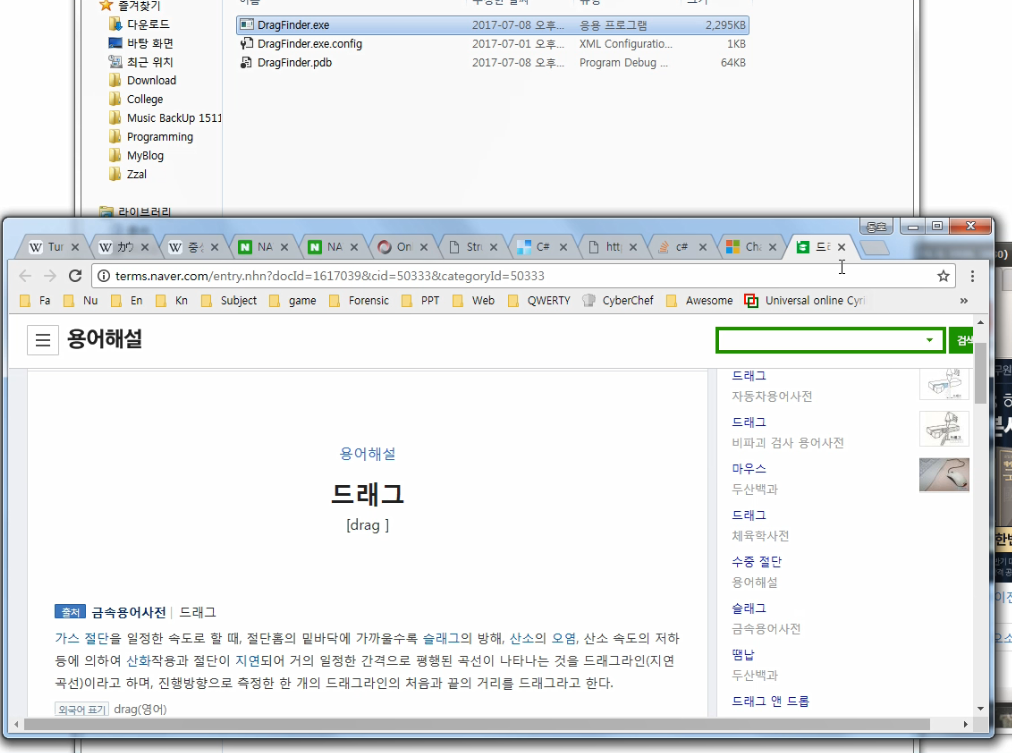 즐겨찾기
다운로드
바탕 화면
최근 위치
Download
College
Music BackUp 1511
Programming
MyBlog
Zzal
라이브러리
DragFinder.exe 2017-07-08 오후... 응용 프로그램 2,295KB
DragFinder.exe.config 2017-07-01 오후... XML Configuratio... 1KB
DragFinder.pdb 2017-07-08 오후... Program Debug ... 64KB
동흐
Tur 카우 중 NA NA On Stru C# http c# Cha 드래
terms.naver.com/entry.nhn?docId=1617039&cid=50333&categoryId=50333
Fa Nu En Kn Subject game Forensic PPT Web QWERTY CyberChef Awesome Universal online Cyri »
용어해설
검색
용어해설
드래그
[drag ]
출처 금속용어사전 | 드래그
가스 절단을 일정한 속도로 할 때, 절단홈의 밑바닥에 가까울수록 슬래그의 방해, 산소의 오염, 산소 속도의 저하
등에 의하여 산화작용과 절단이 지연되어 거의 일정한 간격으로 평행된 곡선이 나타나는 것을 드래그라인(지연
곡선)이라고 하며, 진행방향으로 측정한 한 개의 드래그라인의 처음과 끝의 거리를 드래그라고 한다.
외국어 표기 drag(영어)
드래그
자동차용어사전
드래그
비파괴 검사 용어사전
마우스
두산백과
드래그
체육학사전
수중 절단
용어해설
슬래그
금속용어사전
땜납
두산백과
드래그 앤 드롭